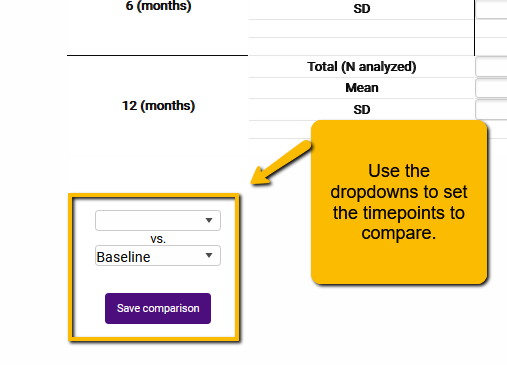 6 (months)
SD
Total (N analyzed)
Mean
12 (months)
SD
Use the
dropdowns to set
the timepoints to
compare.
vs.
Baseline
Save comparison